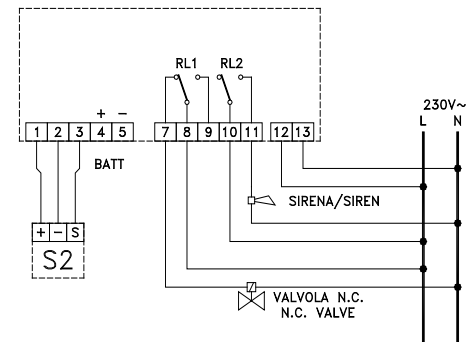 RL1 RL2
230V~
L N
+ −
1 2 3 4 5 7 8 9 10 11 12 13
BATT
SIRENA/SIREN
+ − S
S2
VALVOLA N.C.
N.C. VALVE